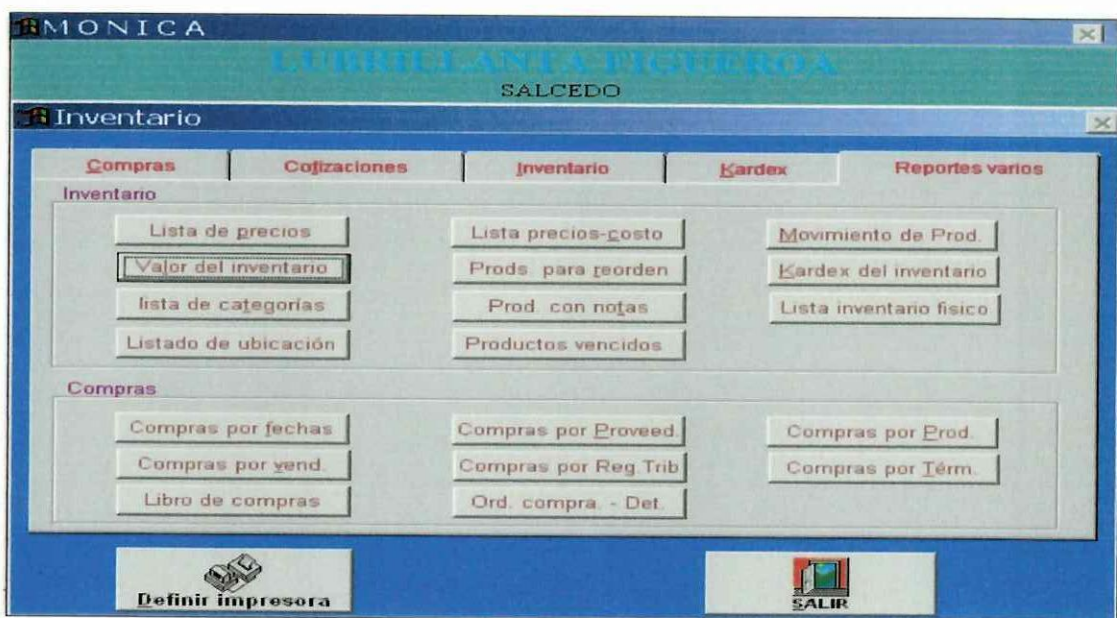 MONICA
LUBRILLANTA FIGUEROA
SALCEDO
Inventario
Compras Cotizaciones Inventario Kardex Reportes varios
Inventario
Lista de precios Lista precios-costo Movimiento de Prod.
Valor del inventario Prods. para reorden Kardex del inventario
lista de categorías Prod. con notas Lista inventario fisico
Listado de ubicación Productos vencidos
Compras
Compras por fechas Compras por Proveed. Compras por Prod.
Compras por vend. Compras por Reg.Trib Compras por Térm.
Libro de compras Ord. compra. - Det.
Definir impresora SALIR